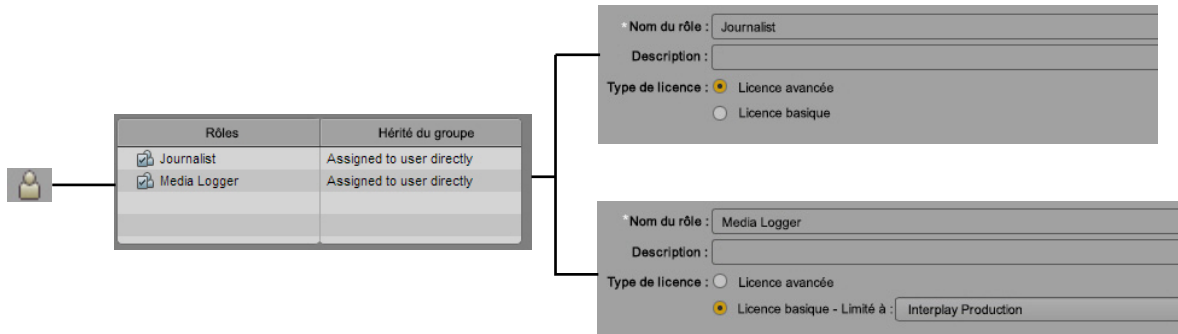 Rôles Hérité du groupe
Journalist Assigned to user directly
Media Logger Assigned to user directly
*Nom du rôle : Journalist
Description :
Type de licence : Licence avancée
Licence basique
*Nom du rôle : Media Logger
Description :
Type de licence : Licence avancée
Licence basique - Limité à : Interplay Production